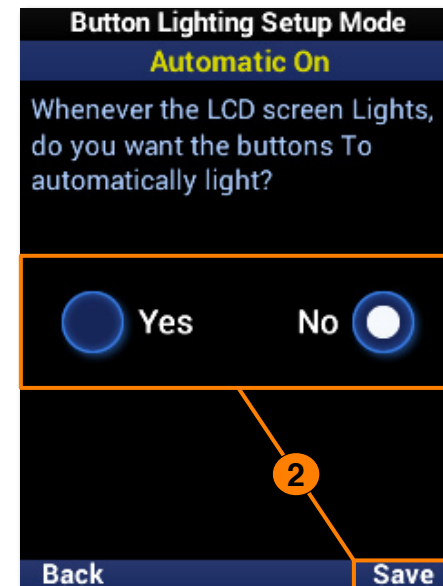 Button Lighting Setup Mode
Automatic On
Whenever the LCD screen Lights,
do you want the buttons To
automatically light?
Yes No
2
Back Save